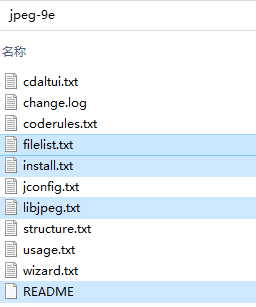 jpeg-9e
名称
cdaltui.txt
change.log
coderules.txt
filelist.txt
install.txt
jconfig.txt
libjpeg.txt
structure.txt
usage.txt
wizard.txt
README